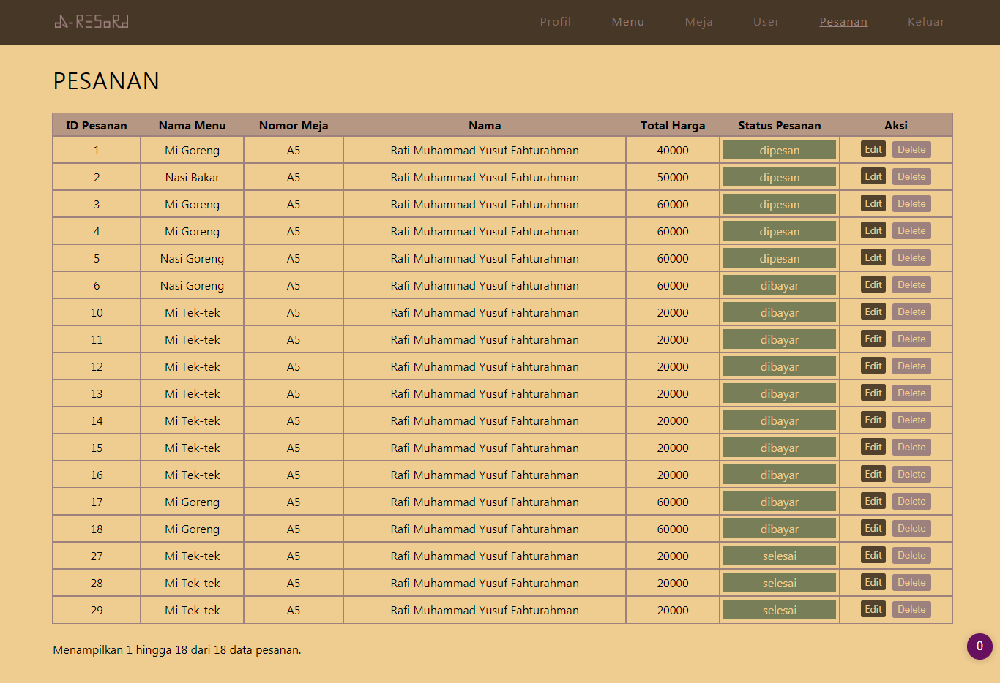 d-RESoRd
Profil Menu Meja User Pesanan Keluar
PESANAN
ID Pesanan Nama Menu Nomor Meja Nama Total Harga Status Pesanan Aksi
1 Mi Goreng A5 Rafi Muhammad Yusuf Fahturahman 40000 dipesan Edit Delete
2 Nasi Bakar A5 Rafi Muhammad Yusuf Fahturahman 50000 dipesan Edit Delete
3 Mi Goreng A5 Rafi Muhammad Yusuf Fahturahman 60000 dipesan Edit Delete
4 Mi Goreng A5 Rafi Muhammad Yusuf Fahturahman 60000 dipesan Edit Delete
5 Nasi Goreng A5 Rafi Muhammad Yusuf Fahturahman 60000 dipesan Edit Delete
6 Nasi Goreng A5 Rafi Muhammad Yusuf Fahturahman 60000 dibayar Edit Delete
10 Mi Tek-tek A5 Rafi Muhammad Yusuf Fahturahman 20000 dibayar Edit Delete
11 Mi Tek-tek A5 Rafi Muhammad Yusuf Fahturahman 20000 dibayar Edit Delete
12 Mi Tek-tek A5 Rafi Muhammad Yusuf Fahturahman 20000 dibayar Edit Delete
13 Mi Tek-tek A5 Rafi Muhammad Yusuf Fahturahman 20000 dibayar Edit Delete
14 Mi Tek-tek A5 Rafi Muhammad Yusuf Fahturahman 20000 dibayar Edit Delete
15 Mi Tek-tek A5 Rafi Muhammad Yusuf Fahturahman 20000 dibayar Edit Delete
16 Mi Tek-tek A5 Rafi Muhammad Yusuf Fahturahman 20000 dibayar Edit Delete
17 Mi Goreng A5 Rafi Muhammad Yusuf Fahturahman 60000 dibayar Edit Delete
18 Mi Goreng A5 Rafi Muhammad Yusuf Fahturahman 60000 dibayar Edit Delete
27 Mi Tek-tek A5 Rafi Muhammad Yusuf Fahturahman 20000 selesai Edit Delete
28 Mi Tek-tek A5 Rafi Muhammad Yusuf Fahturahman 20000 selesai Edit Delete
29 Mi Tek-tek A5 Rafi Muhammad Yusuf Fahturahman 20000 selesai Edit Delete
Menampilkan 1 hingga 18 dari 18 data pesanan.
0